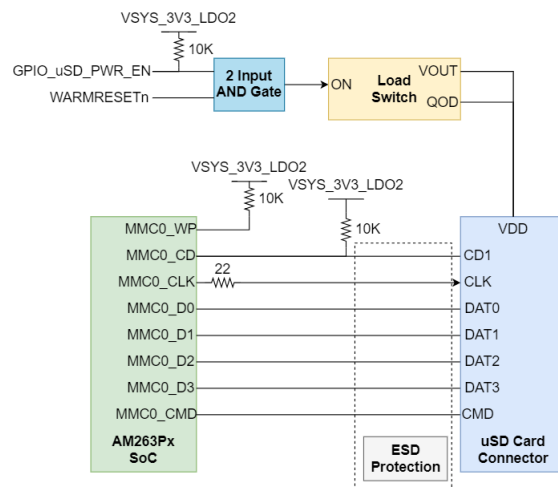 VSYS_3V3_LDO2
10K
GPIO_uSD_PWR_EN
WARMRESETn
2 Input
AND Gate
ON
Load
Switch
VOUT
QOD
VSYS_3V3_LDO2
10K
VSYS_3V3_LDO2
10K
MMC0_WP
MMC0_CD
MMC0_CLK
22
MMC0_D0
MMC0_D1
MMC0_D2
MMC0_D3
MMC0_CMD
AM263Px
SoC
ESD
Protection
VDD
CD1
CLK
DAT0
DAT1
DAT2
DAT3
CMD
uSD Card
Connector